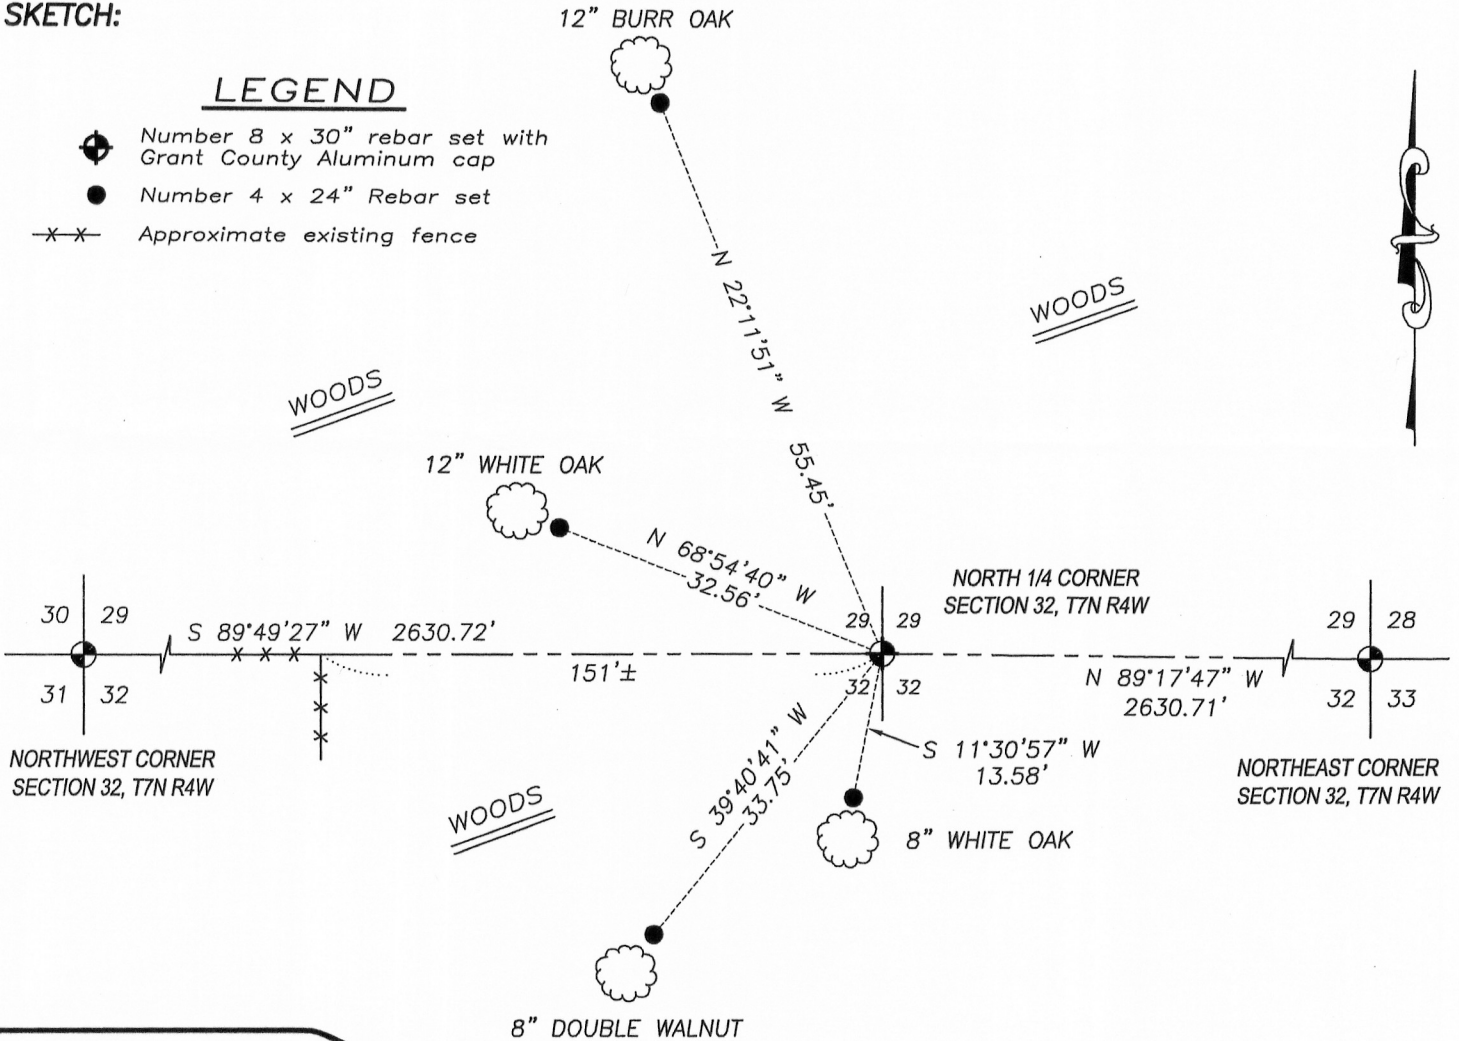 SKETCH:
12" BURR OAK
LEGEND
Number 8 x 30" rebar set with
Grant County Aluminum cap
Number 4 x 24" Rebar set
Approximate existing fence
N 22°11'51" W 55.45'
WOODS
WOODS
12" WHITE OAK
N 68°54'40" W
32.56'
NORTH 1/4 CORNER
SECTION 32, T7N R4W
30 29
S 89°49'27" W 2630.72'
29 29
29 28
151'±
31 32
32 32
N 89°17'47" W
2630.71'
32 33
NORTHWEST CORNER
SECTION 32, T7N R4W
S 39°40'41" W
33.75'
S 11°30'57" W
13.58'
NORTHEAST CORNER
SECTION 32, T7N R4W
WOODS
8" WHITE OAK
8" DOUBLE WALNUT